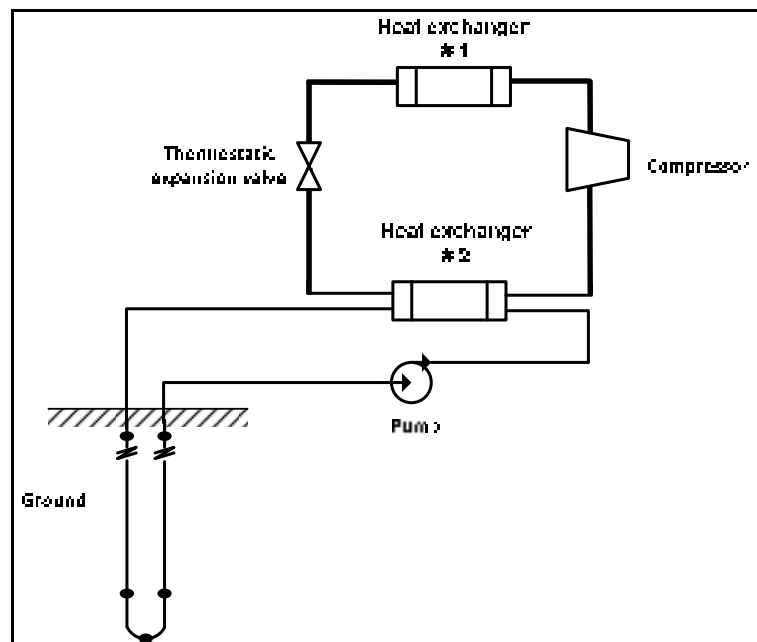 Heat exchanger
# 1
Thermostatic
expansion valve
Compressor
Heat exchanger
# 2
Pump
Ground